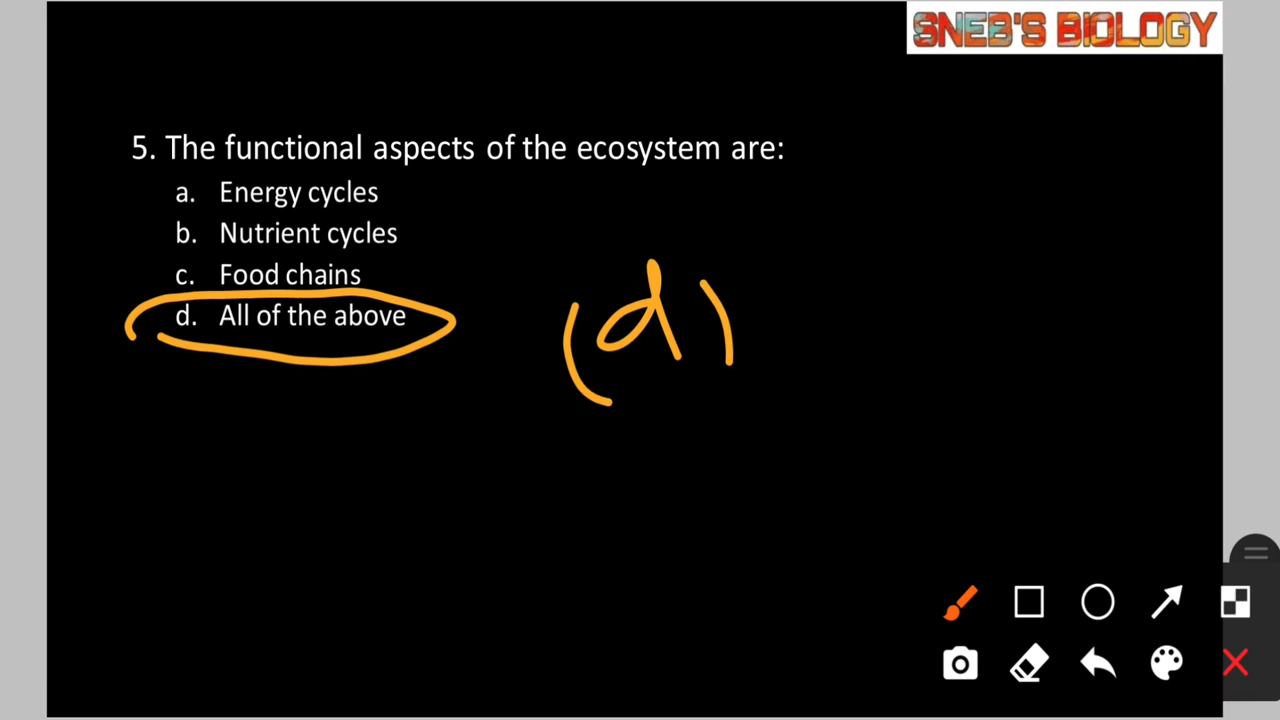 SNEB'S BIOLOGY
5. The functional aspects of the ecosystem are:
a. Energy cycles
b. Nutrient cycles
c. Food chains
d. All of the above
(d)